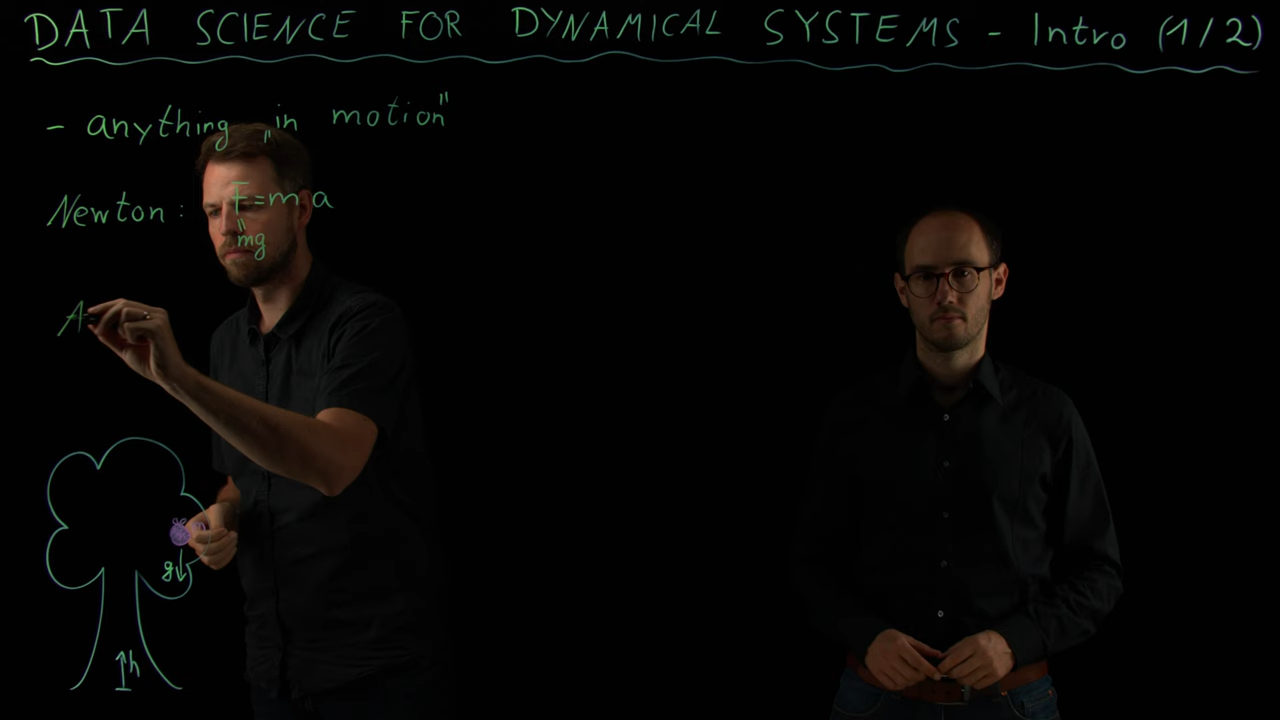 DATA SCIENCE FOR DYNAMICAL SYSTEMS - Intro (1/2)
- anything „in motion"
Newton: F=m a
"
mg
A
m
g↓
↑h